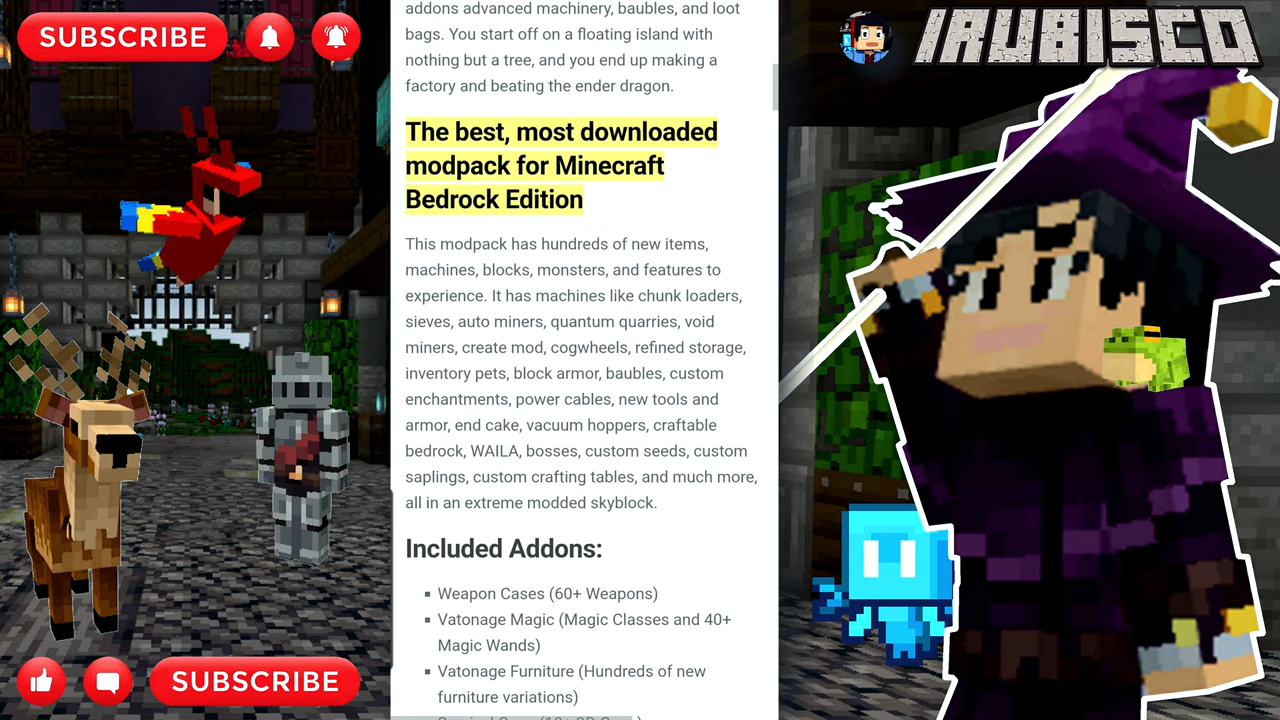 SUBSCRIBE
IRUBISCO
addons advanced machinery, baubles, and loot
bags. You start off on a floating island with
nothing but a tree, and you end up making a
factory and beating the ender dragon.
The best, most downloaded
modpack for Minecraft
Bedrock Edition
This modpack has hundreds of new items,
machines, blocks, monsters, and features to
experience. It has machines like chunk loaders,
sieves, auto miners, quantum quarries, void
miners, create mod, cogwheels, refined storage,
inventory pets, block armor, baubles, custom
enchantments, power cables, new tools and
armor, end cake, vacuum hoppers, craftable
bedrock, WAILA, bosses, custom seeds, custom
saplings, custom crafting tables, and much more,
all in an extreme modded skyblock.
Included Addons:
▪ Weapon Cases (60+ Weapons)
▪ Vatonage Magic (Magic Classes and 40+
Magic Wands)
▪ Vatonage Furniture (Hundreds of new
furniture variations)
SUBSCRIBE